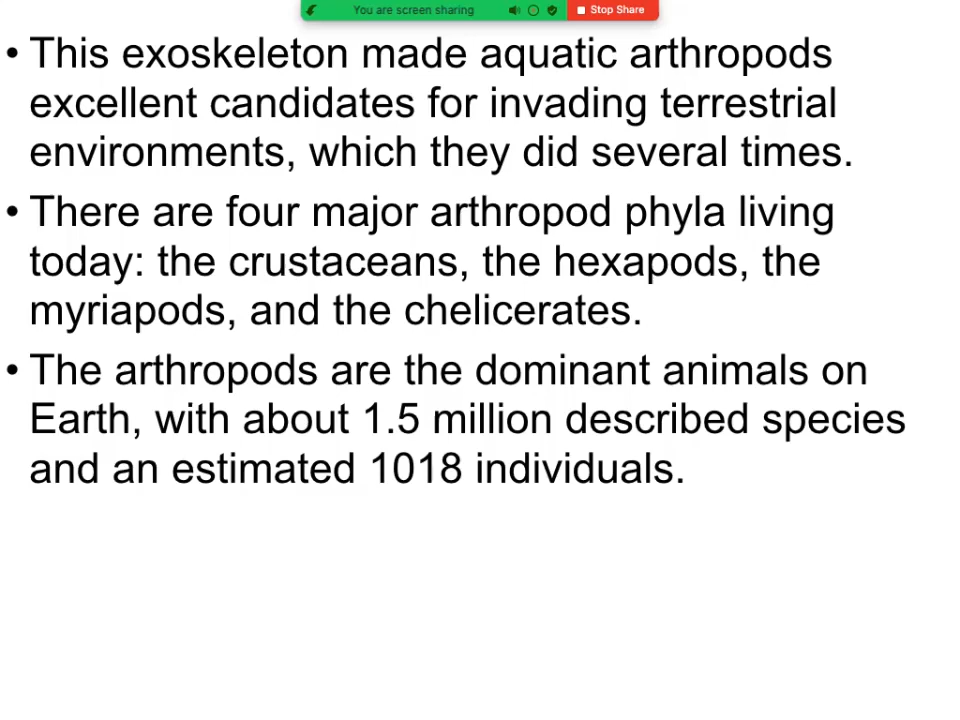 You are screen sharing
Stop Share
• This exoskeleton made aquatic arthropods
excellent candidates for invading terrestrial
environments, which they did several times.
• There are four major arthropod phyla living
today: the crustaceans, the hexapods, the
myriapods, and the chelicerates.
• The arthropods are the dominant animals on
Earth, with about 1.5 million described species
and an estimated 1018 individuals.